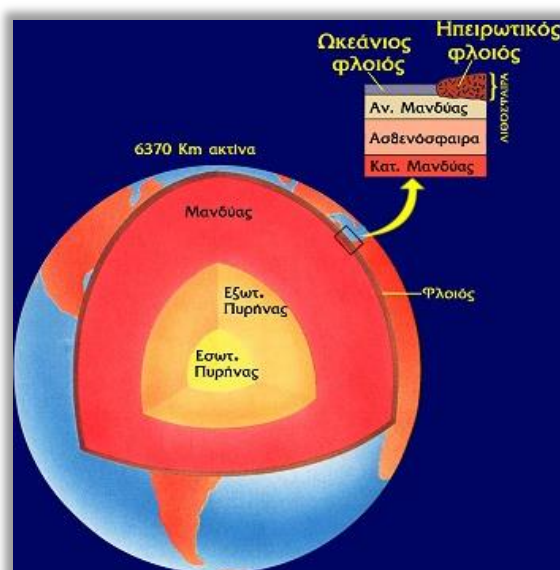 Ωκεάνιος
φλοιός
Ηπειρωτικός
φλοιός
ΛΙΘΟΣΦΑΙΡΑ
Αν. Μανδύας
Ασθενόσφαιρα
Κατ. Μανδύας
6370 Km ακτίνα
Μανδύας
Εξωτ.
Πυρήνας
Εσωτ.
Πυρήνας
Φλοιός